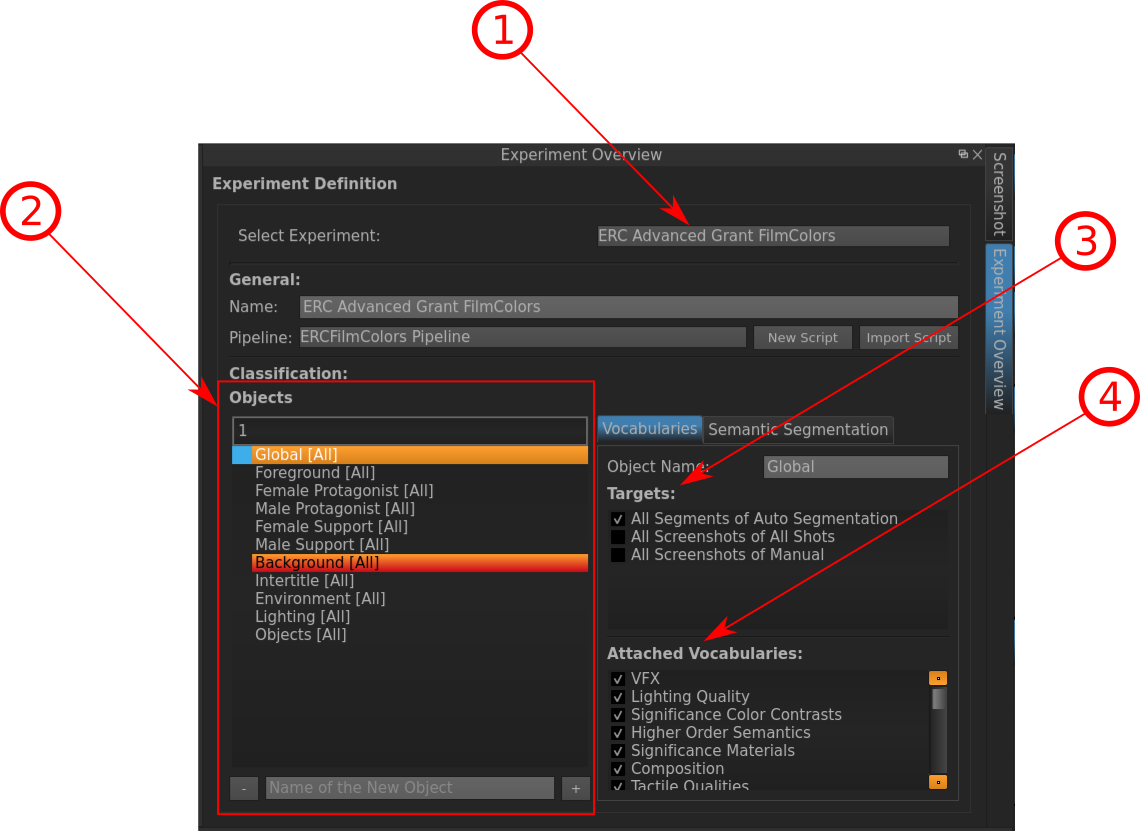 1
Experiment Overview
Screenshot
Experiment Definition
2
Select Experiment: ERC Advanced Grant FilmColors
3
Experiment Overview
General:
Name: ERC Advanced Grant FilmColors
Pipeline: ERCFilmColors Pipeline New Script Import Script
Classification:
4
Objects
1
Global [All]
Foreground [All]
Female Protagonist [All]
Male Protagonist [All]
Female Support [All]
Male Support [All]
Background [All]
Intertitle [All]
Environment [All]
Lighting [All]
Objects [All]
- Name of the New Object +
Vocabularies Semantic Segmentation
Object Name: Global
Targets:
All Segments of Auto Segmentation
All Screenshots of All Shots
All Screenshots of Manual
Attached Vocabularies:
VFX
Lighting Quality
Significance Color Contrasts
Higher Order Semantics
Significance Materials
Composition
Tactile Qualities